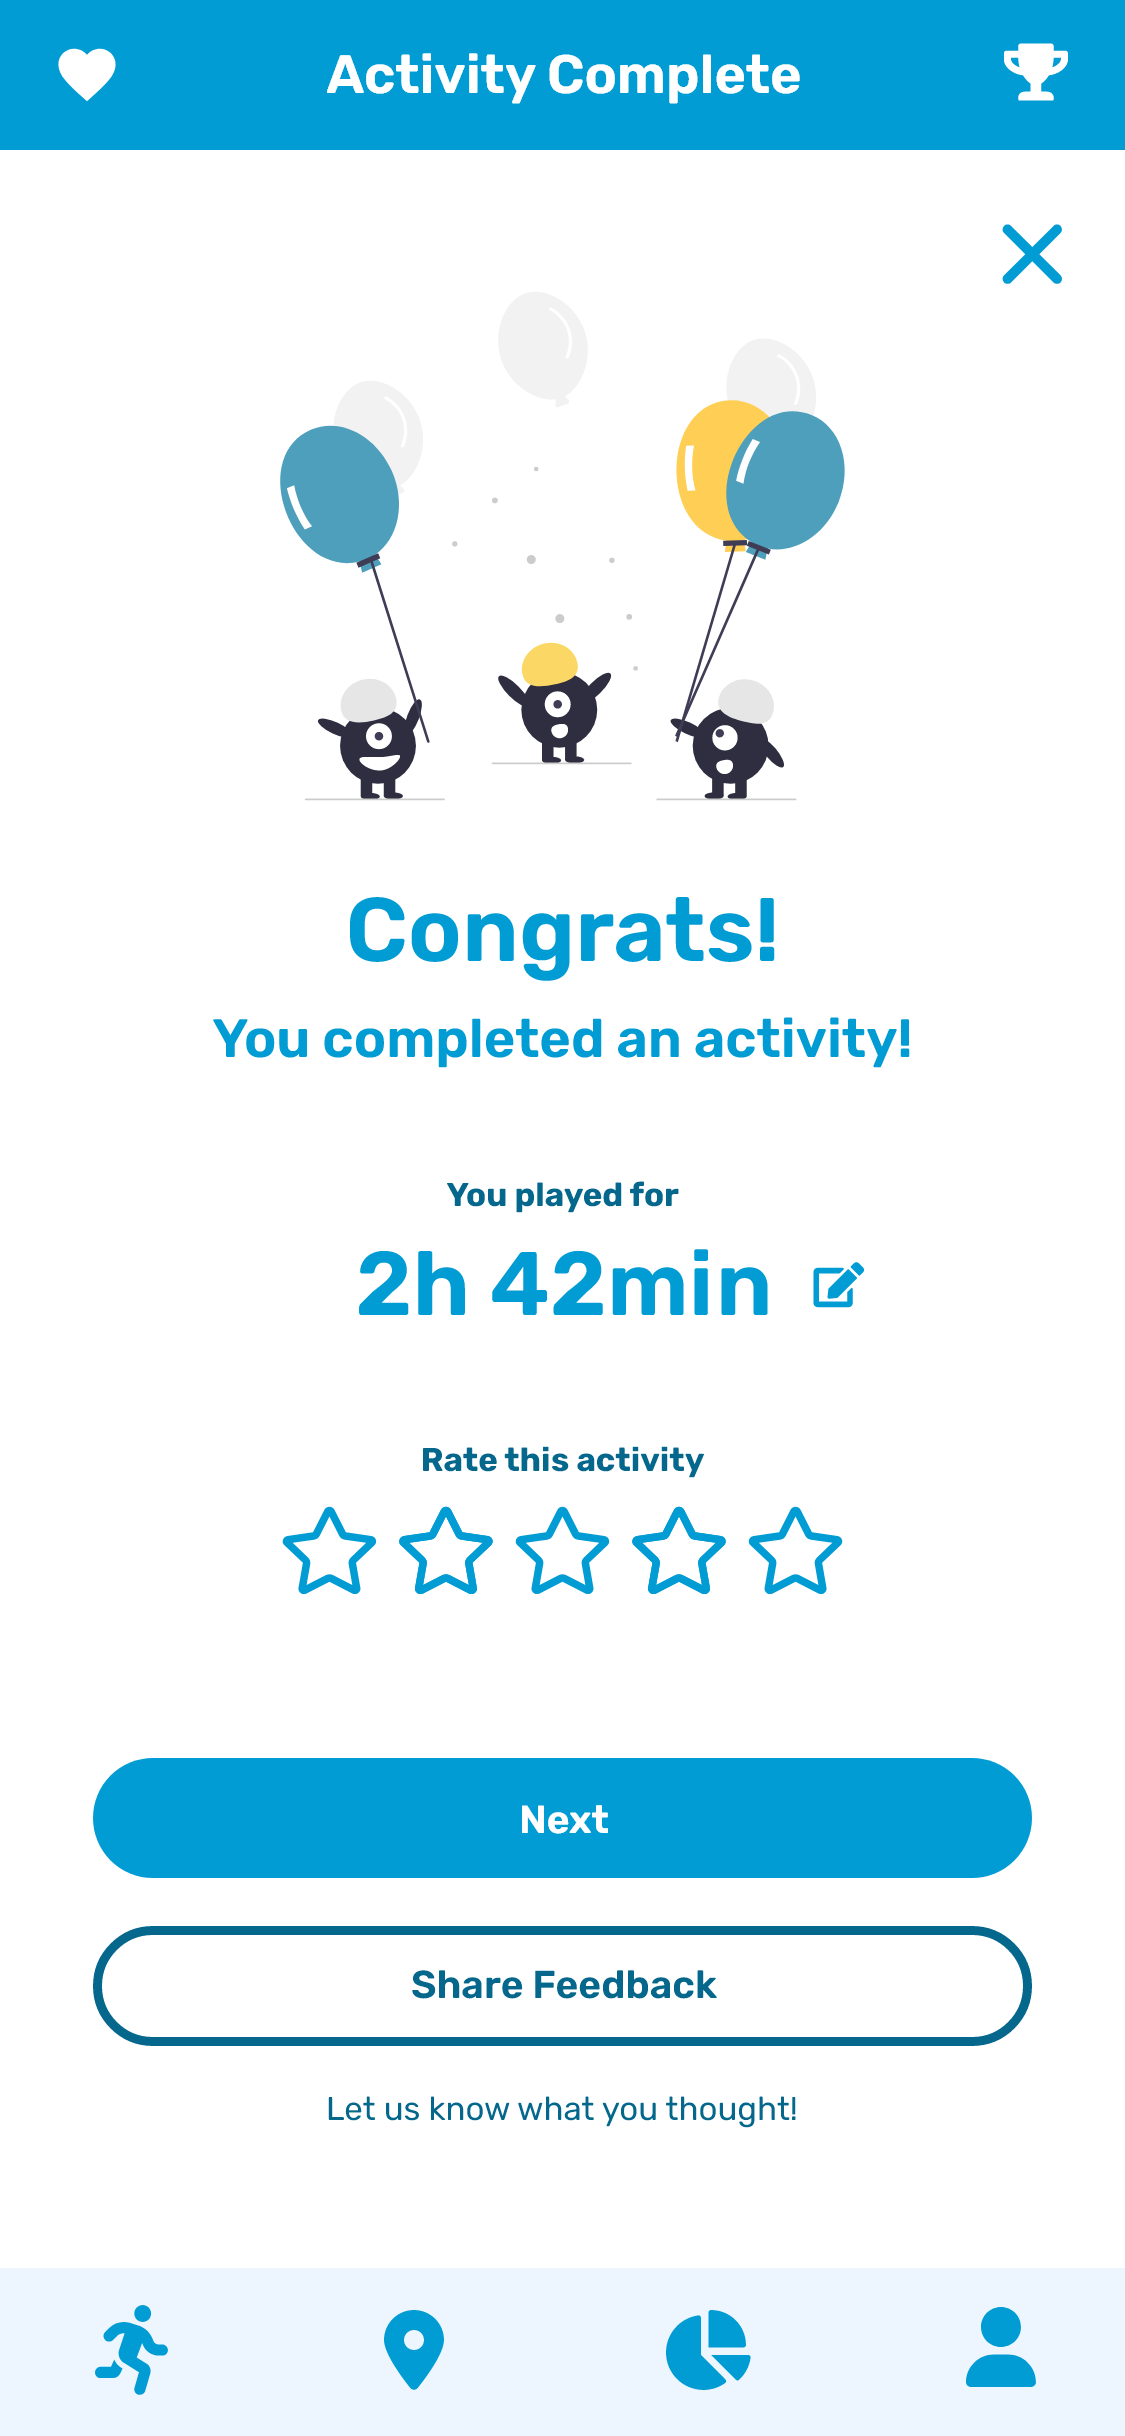 Activity Complete
Congrats!
You completed an activity!
You played for
2h 42min
Rate this activity
Next
Share Feedback
Let us know what you thought!